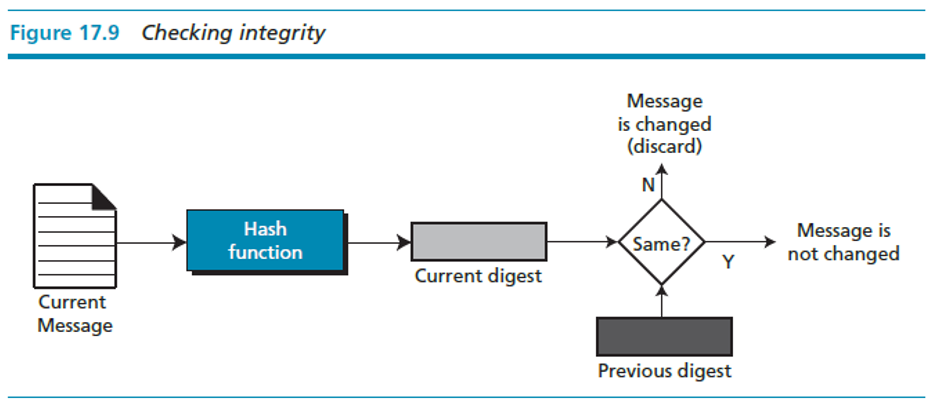 Figure 17.9 Checking integrity
Message
is changed
(discard)
N
Hash
function
Same?
Y
Message is
not changed
Current digest
Current
Message
Previous digest